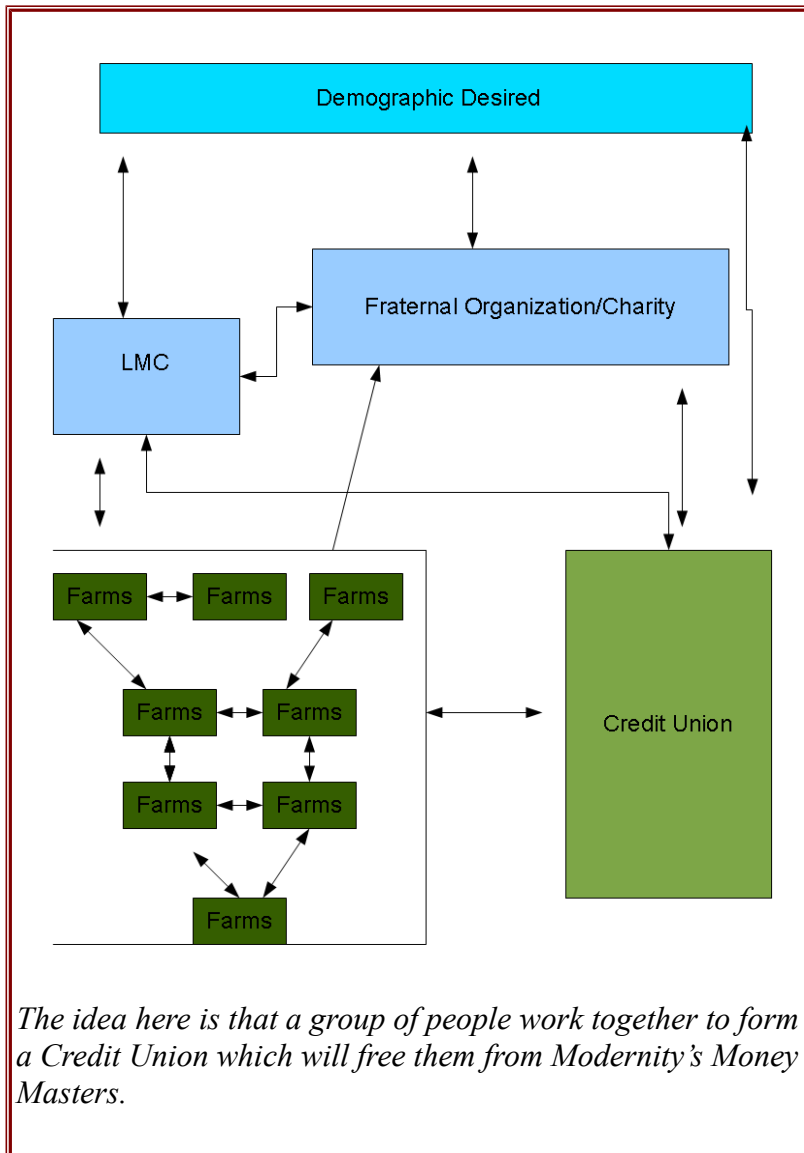 Demographic Desired
Fraternal Organization/Charity
LMC
Farms
Farms
Farms
Farms
Farms
Credit Union
Farms
Farms
Farms
The idea here is that a group of people work together to form
a Credit Union which will free them from Modernity's Money
Masters.